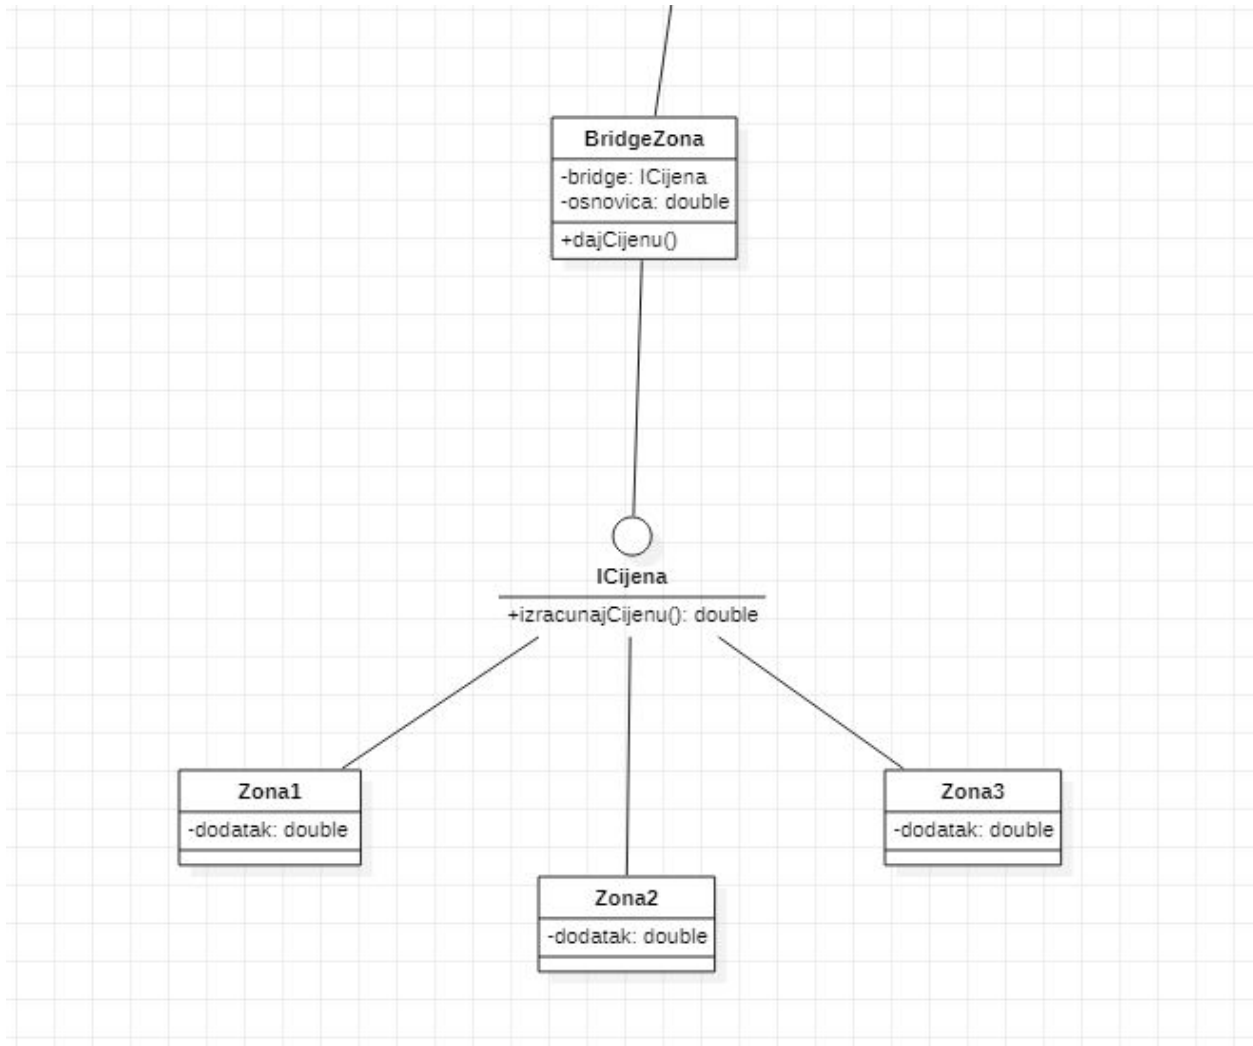 BridgeZona
-bridge: ICijena
-osnovica: double
+dajCijenu()
ICijena
+izracunajCijenu(): double
Zona1
-dodatak: double
Zona3
-dodatak: double
Zona2
-dodatak: double